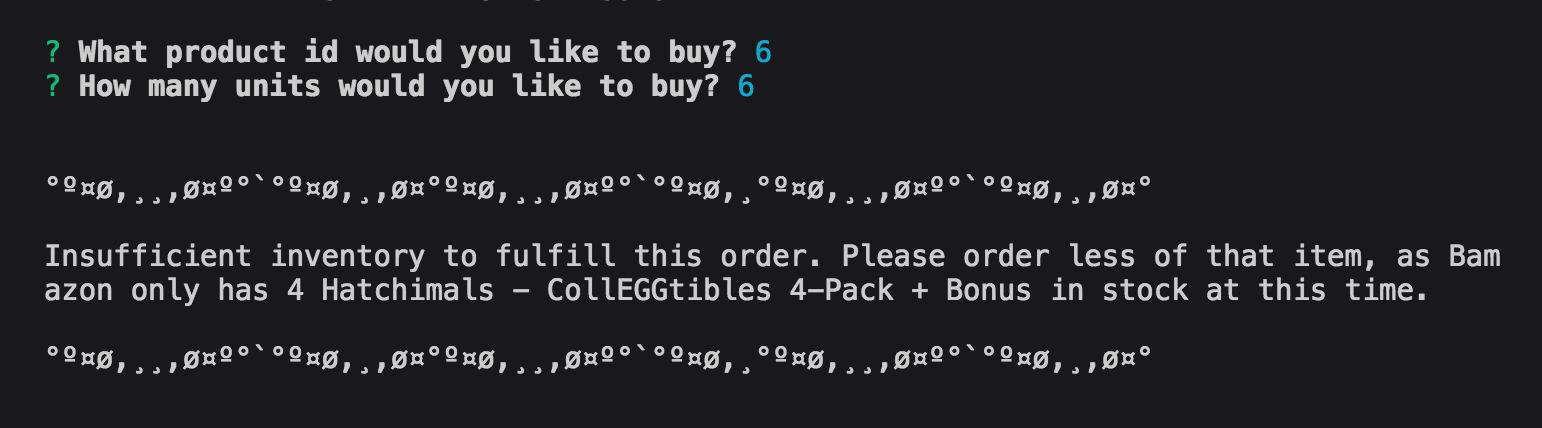 ? What product id would you like to buy? 6
? How many units would you like to buy? 6
°º¤ø,¸¸,ø¤º°`°º¤ø,¸,ø¤°º¤ø,¸¸,ø¤º°`°º¤ø,¸°º¤ø,¸¸,ø¤º°`°º¤ø,¸,ø¤°
Insufficient inventory to fulfill this order. Please order less of that item, as Bam
azon only has 4 Hatchimals - CollEGGtibles 4-Pack + Bonus in stock at this time.
°º¤ø,¸¸,ø¤º°`°º¤ø,¸,ø¤°º¤ø,¸¸,ø¤º°`°º¤ø,¸°º¤ø,¸¸,ø¤º°`°º¤ø,¸,ø¤°